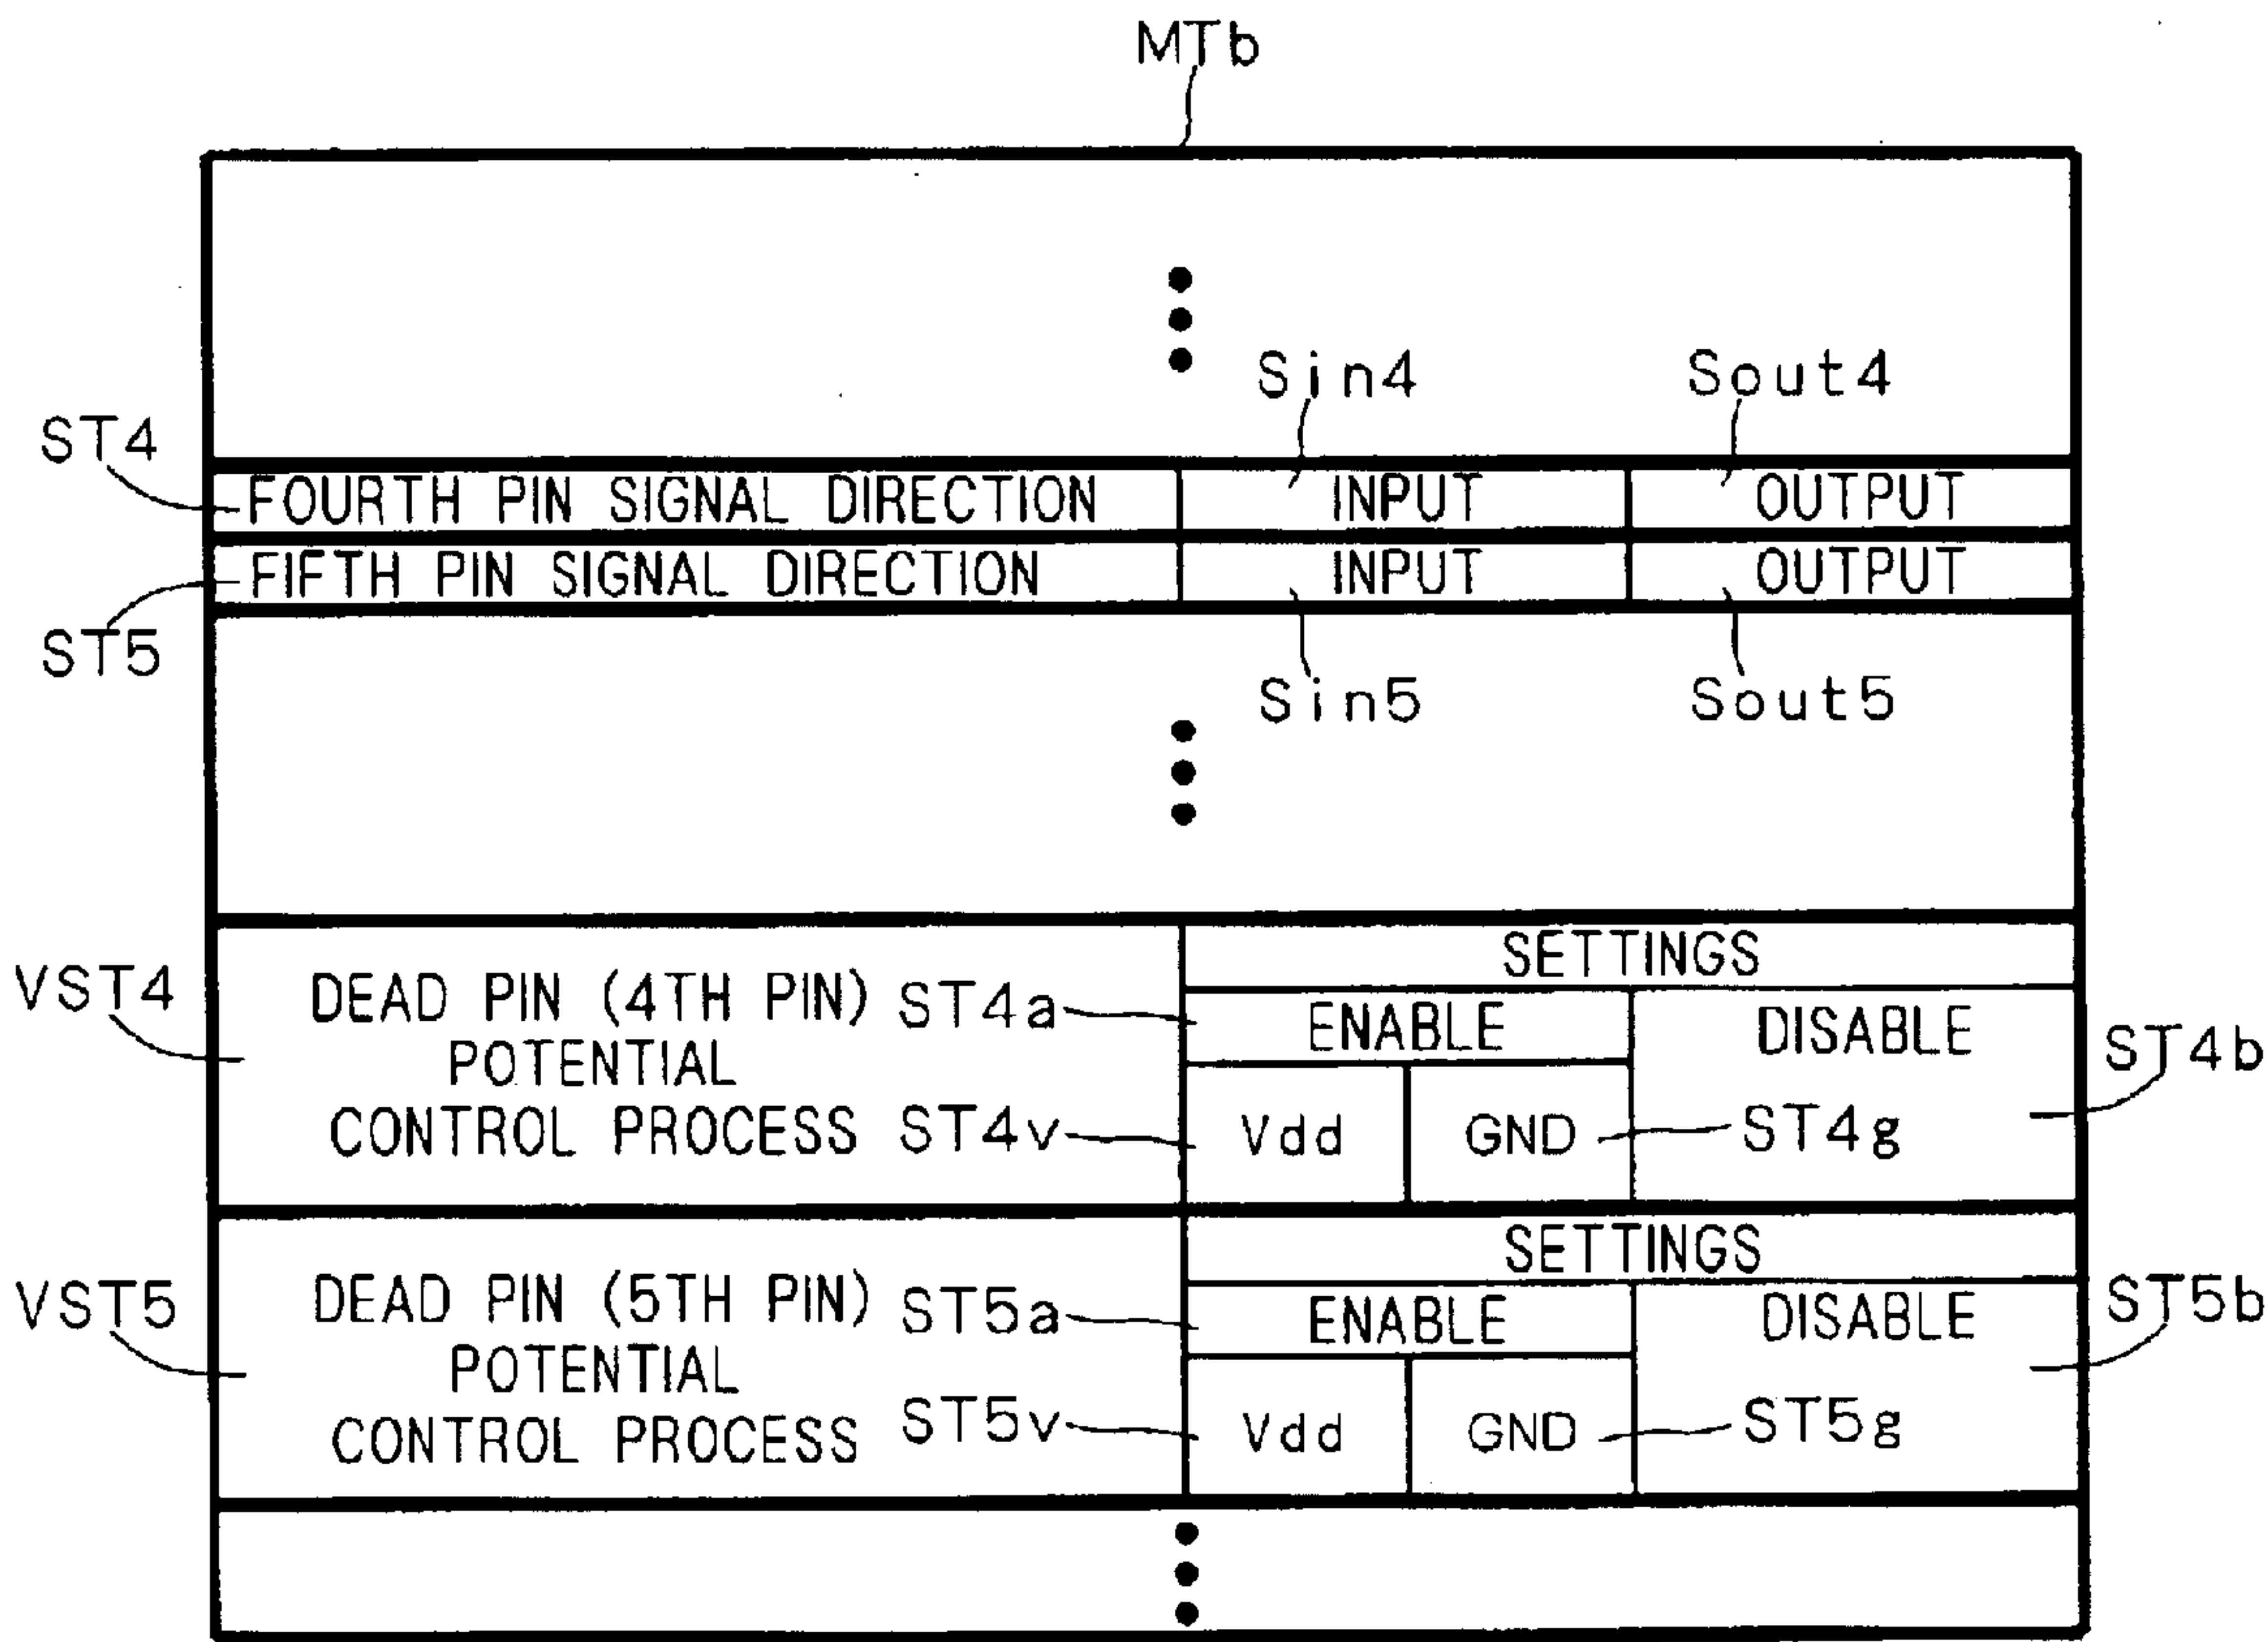 MTb
Sin4 Sout4
ST4
FOURTH PIN SIGNAL DIRECTION INPUT OUTPUT
FIFTH PIN SIGNAL DIRECTION INPUT OUTPUT
ST5
Sin5 Sout5
SETTINGS
VST4 DEAD PIN (4TH PIN) ST4a ENABLE DISABLE
POTENTIAL ST4b
CONTROL PROCESS ST4v Vdd GND ST4g
SETTINGS
VST5 DEAD PIN (5TH PIN) ST5a ENABLE DISABLE ST5b
POTENTIAL
CONTROL PROCESS ST5v Vdd GND ST5g